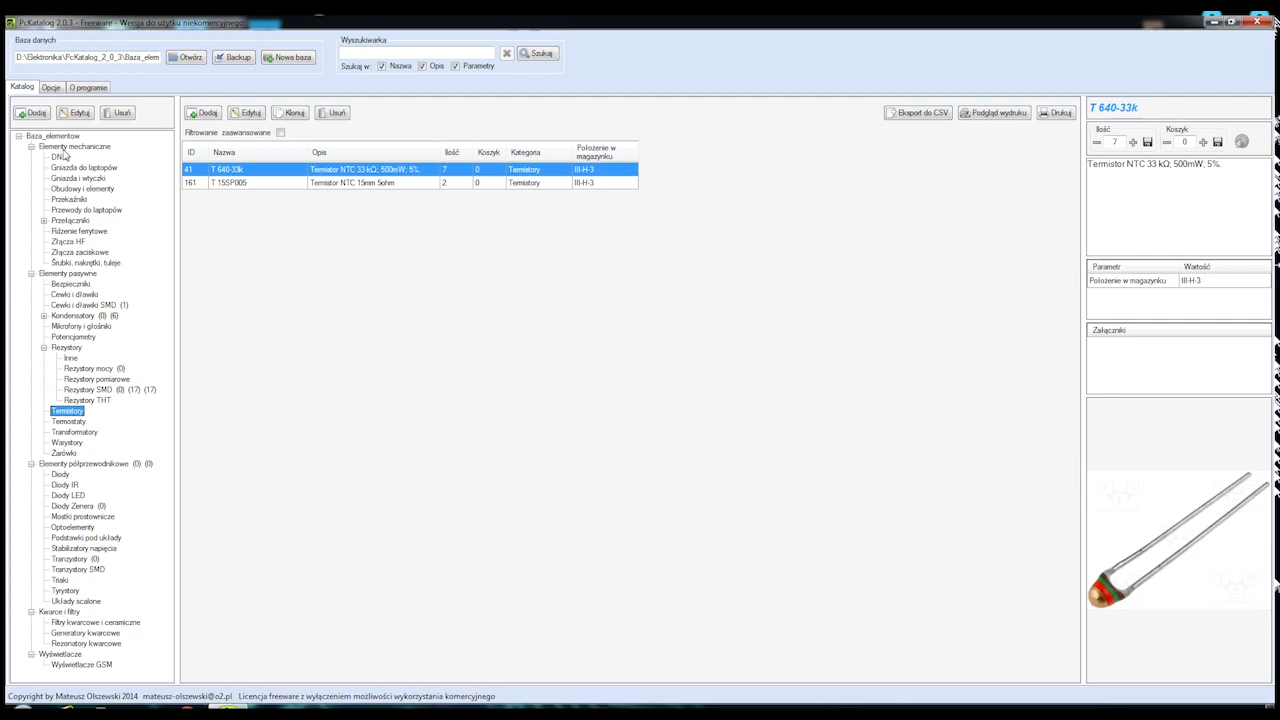 PcKatalog 2.0.3 - Freeware - Wersja do użytku niekomercyjnego
Baza danych
D:\Elektronika\PcKatalog_2_0_3\Baza_elem
Otwórz
Backup
Nowa baza
Wyszukiwarka
Szukaj
Szukaj w: Nazwa Opis Parametry
Katalog Opcje O programie
Dodaj Edytuj Usuń
Baza_elementow
Elementy mechaniczne
Gniazda do laptopów
Gniazda i wtyczki
Obudowy i elementy
Przekaźniki
Przewody do laptopów
Przełączniki
Rdzenie ferrytowe
Złącza HF
Złącza zaciskowe
Śrubki, nakrętki, tuleje
Elementy pasywne
Bezpieczniki
Cewki i dławiki
Cewki i dławiki SMD (1)
Kondensatory (0) (6)
Mikrofony i głośniki
Potencjometry
Rezystory
Inne
Rezystory mocy (0)
Rezystory pomiarowe
Rezystory SMD (0) (17) (17)
Rezystory THT
Termistory
Termostaty
Transformatory
Warystory
Żarówki
Elementy półprzewodnikowe (0) (0)
Diody
Diody IR
Diody LED
Diody Zenera (0)
Mostki prostownicze
Optoelementy
Podstawki pod układy
Stabilizatory napięcia
Tranzystory (0)
Tranzystory SMD
Triaki
Tyrystory
Układy scalone
Kwarce i filtry
Filtry kwarcowe i ceramiczne
Generatory kwarcowe
Rezonatory kwarcowe
Wyświetlacze
Wyświetlacze GSM
Dodaj Edytuj Klonuj Usuń
Eksport do CSV Podgląd wydruku Drukuj
Filtrowanie zaawansowane
ID Nazwa Opis Ilość Koszyk Kategoria Położenie w magazynku
41 T 640-33k Termistor NTC 33 kΩ; 500mW; 5%. 7 0 Termistory III-H-3
161 T 15SP005 Termistor NTC 15mm 5ohm 2 0 Termistory III-H-3
T 640-33k
Ilość Koszyk
7 0
Termistor NTC 33 kΩ; 500mW; 5%.
Parametr Wartość
Położenie w magazynku III-H-3
Załączniki
Copyright by Mateusz Olszewski 2014 mateusz-olszewski@o2.pl Licencja freeware z wyłączeniem możliwości wykorzystania komercyjnego